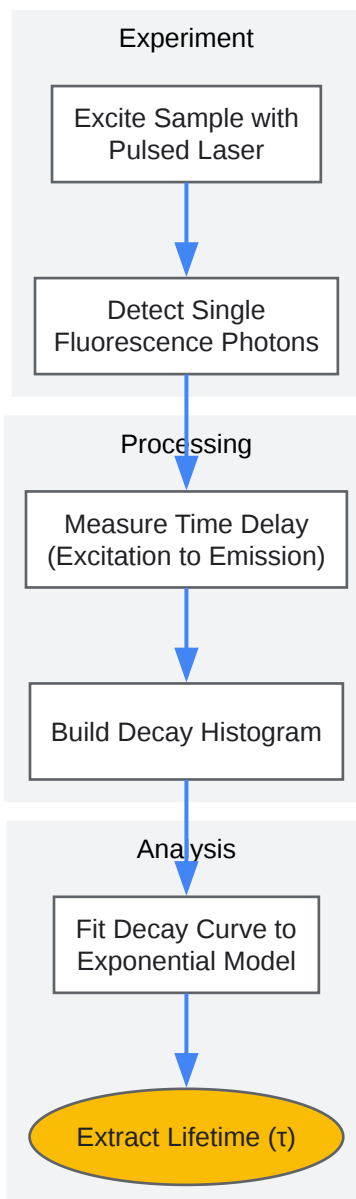 Experiment
Excite Sample with
Pulsed Laser
Detect Single
Fluorescence Photons
Processing
Measure Time Delay
(Excitation to Emission)
Build Decay Histogram
Analysis
Fit Decay Curve to
Exponential Model
Extract Lifetime (τ)